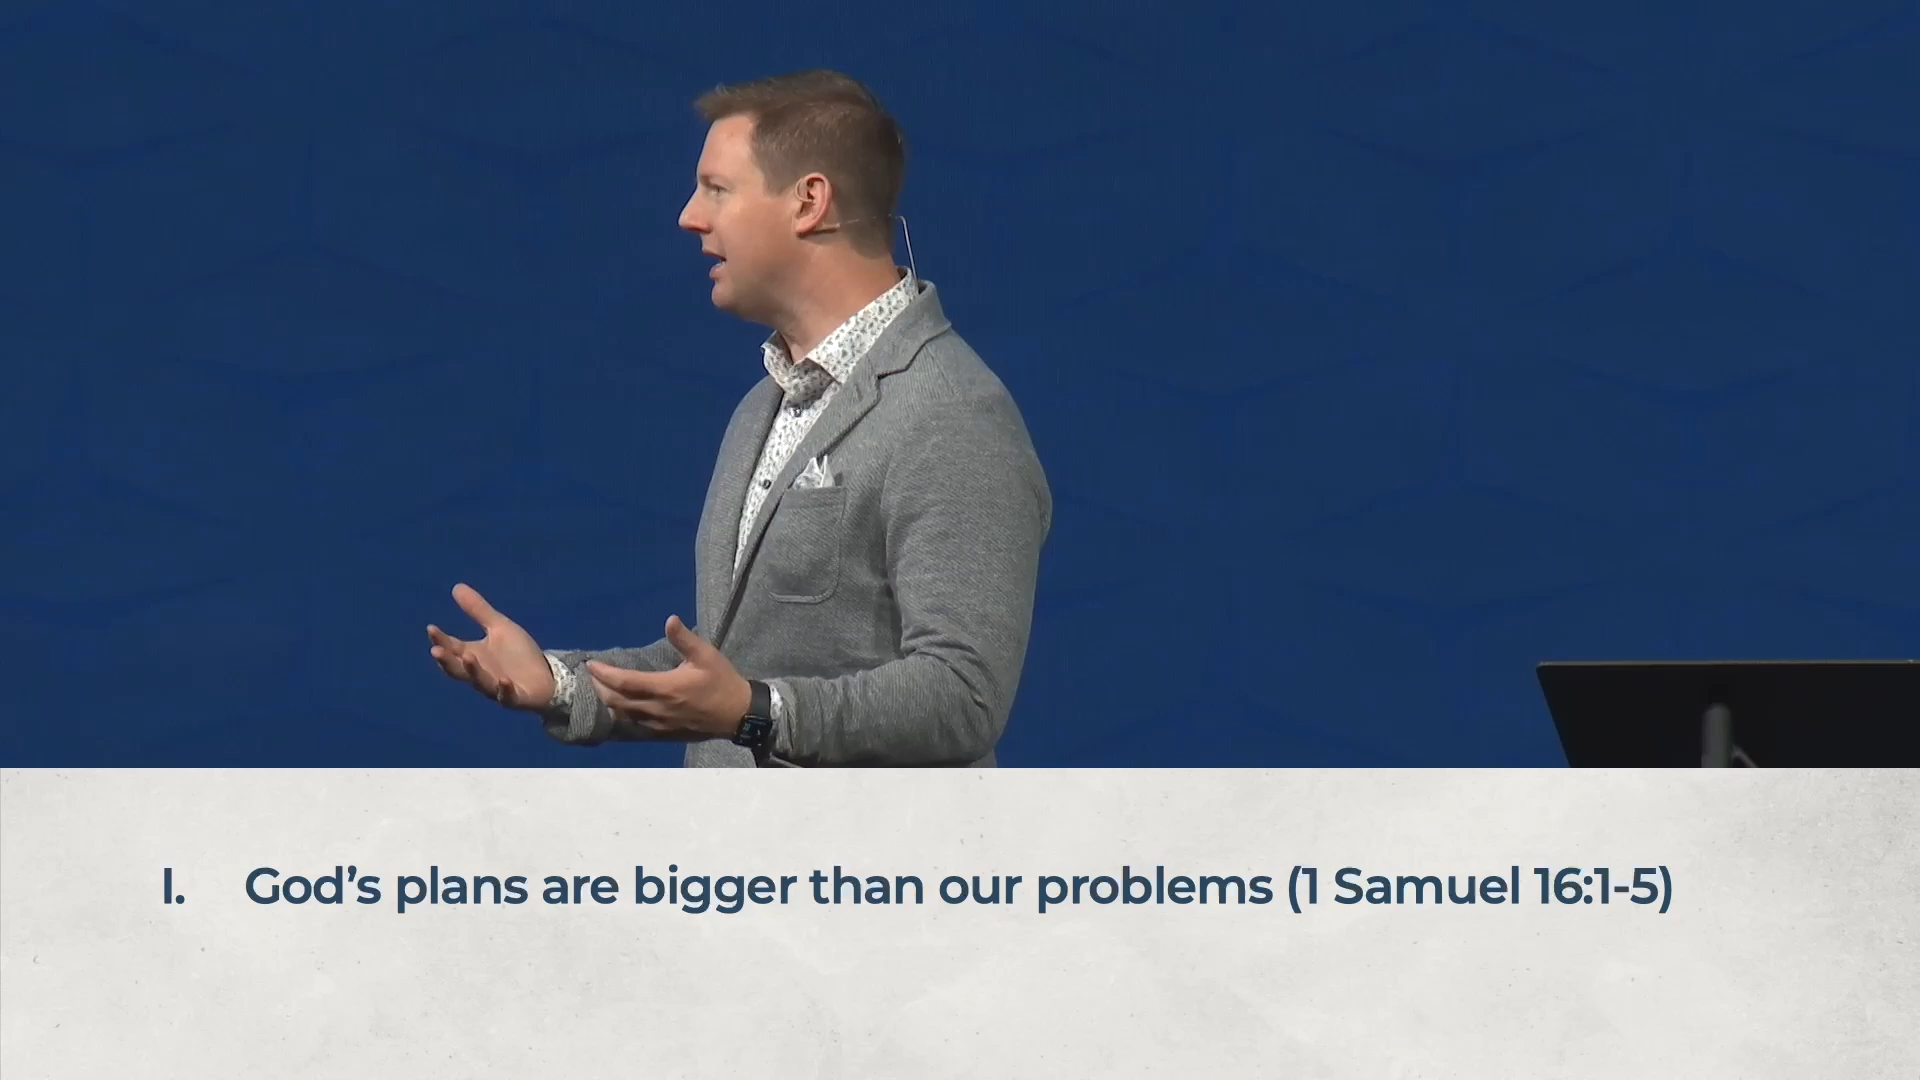 I. God’s plans are bigger than our problems (1 Samuel 16:1-5)